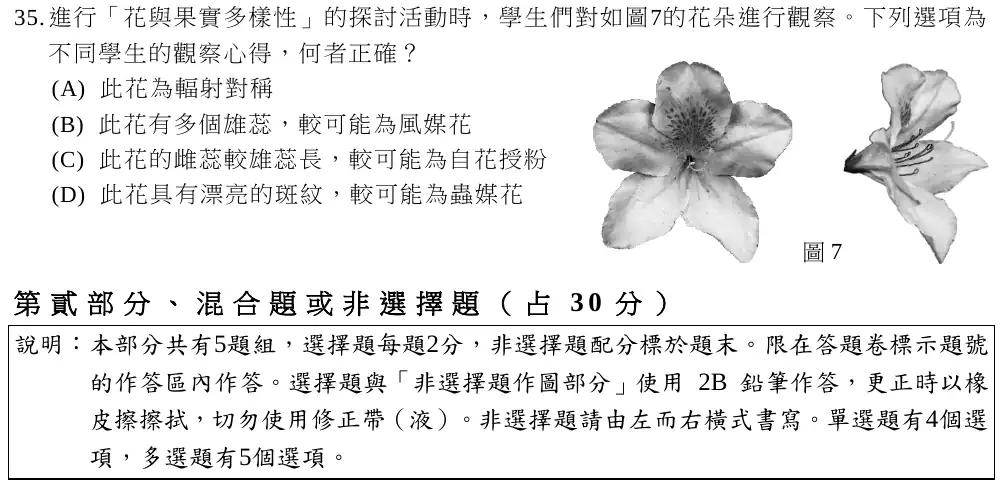 35. 進行「花與果實多樣性」的探討活動時，學生們對如圖7的花朵進行觀察。下列選項為
不同學生的觀察心得，何者正確？
(A) 此花為輻射對稱
(B) 此花有多個雄蕊，較可能為風媒花
(C) 此花的雌蕊較雄蕊長，較可能為自花授粉
(D) 此花具有漂亮的斑紋，較可能為蟲媒花
圖 7
第貳部分、混合題或非選擇題（占 30 分）
說明：本部分共有5題組，選擇題每題2分，非選擇題配分標於題末。限在答題卷標示題號
的作答區內作答。選擇題與「非選擇題作圖部分」使用 2B 鉛筆作答，更正時以橡
皮擦擦拭，切勿使用修正帶（液）。非選擇題請由左而右橫式書寫。單選題有4個選
項，多選題有5個選項。